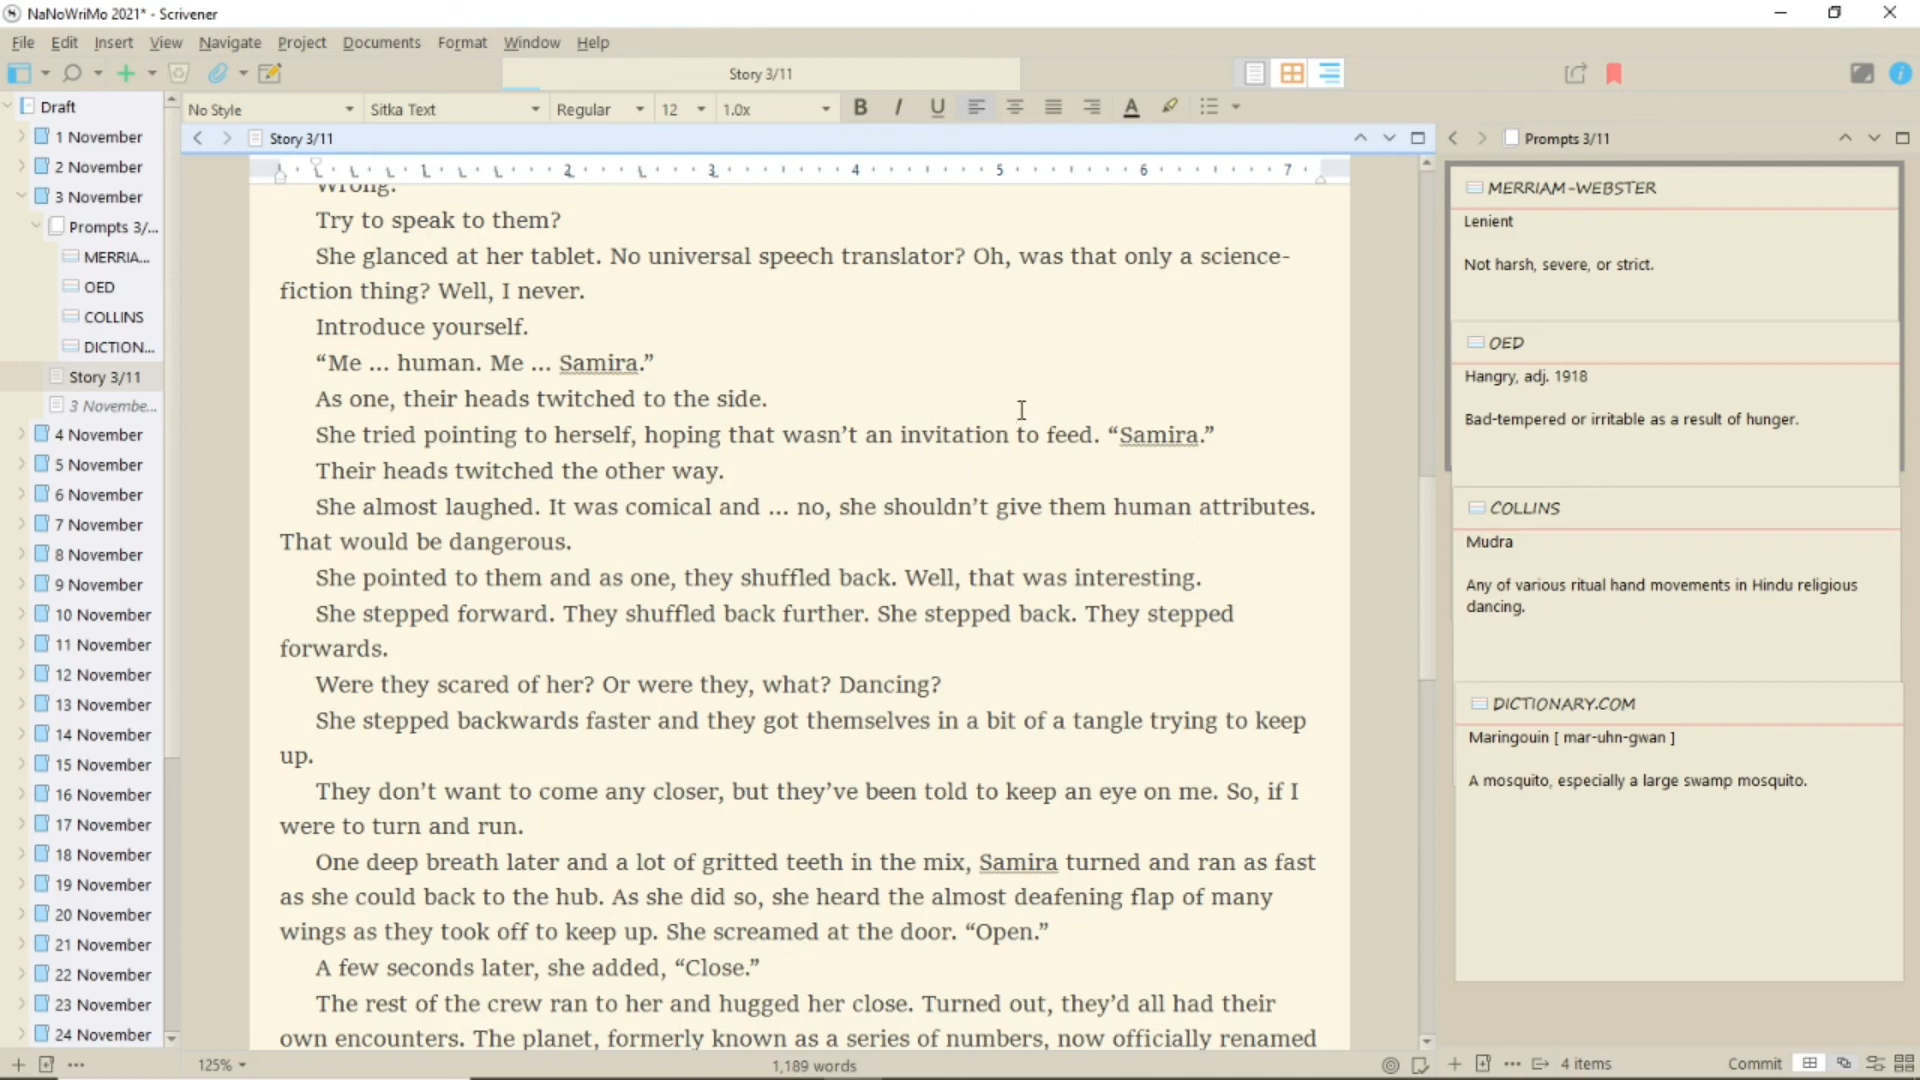 NaNoWriMo 2021* - Scrivener
File Edit Insert View Navigate Project Documents Format Window Help
Story 3/11
No Style Sitka Text Regular 12 1.0x B I U A
Draft
1 November
2 November
3 November
Prompts 3/...
MERRIA...
OED
COLLINS
DICTION...
Story 3/11
3 Novembe...
4 November
5 November
6 November
7 November
8 November
9 November
10 November
11 November
12 November
13 November
14 November
15 November
16 November
17 November
18 November
19 November
20 November
21 November
22 November
23 November
24 November
Story 3/11
1 2 3 4 5 6 7
Wrong.
Try to speak to them?
She glanced at her tablet. No universal speech translator? Oh, was that only a science-
fiction thing? Well, I never.
Introduce yourself.
“Me ... human. Me ... Samira.”
As one, their heads twitched to the side.
She tried pointing to herself, hoping that wasn’t an invitation to feed. “Samira.”
Their heads twitched the other way.
She almost laughed. It was comical and ... no, she shouldn’t give them human attributes.
That would be dangerous.
She pointed to them and as one, they shuffled back. Well, that was interesting.
She stepped forward. They shuffled back further. She stepped back. They stepped
forwards.
Were they scared of her? Or were they, what? Dancing?
She stepped backwards faster and they got themselves in a bit of a tangle trying to keep
up.
They don’t want to come any closer, but they’ve been told to keep an eye on me. So, if I
were to turn and run.
One deep breath later and a lot of gritted teeth in the mix, Samira turned and ran as fast
as she could back to the hub. As she did so, she heard the almost deafening flap of many
wings as they took off to keep up. She screamed at the door. “Open.”
A few seconds later, she added, “Close.”
The rest of the crew ran to her and hugged her close. Turned out, they’d all had their
own encounters. The planet, formerly known as a series of numbers, now officially renamed
125% 1,189 words
Prompts 3/11
MERRIAM-WEBSTER
Lenient
Not harsh, severe, or strict.
OED
Hangry, adj. 1918
Bad-tempered or irritable as a result of hunger.
COLLINS
Mudra
Any of various ritual hand movements in Hindu religious
dancing.
DICTIONARY.COM
Maringouin [ mar-uhn-gwan ]
A mosquito, especially a large swamp mosquito.
4 items Commit